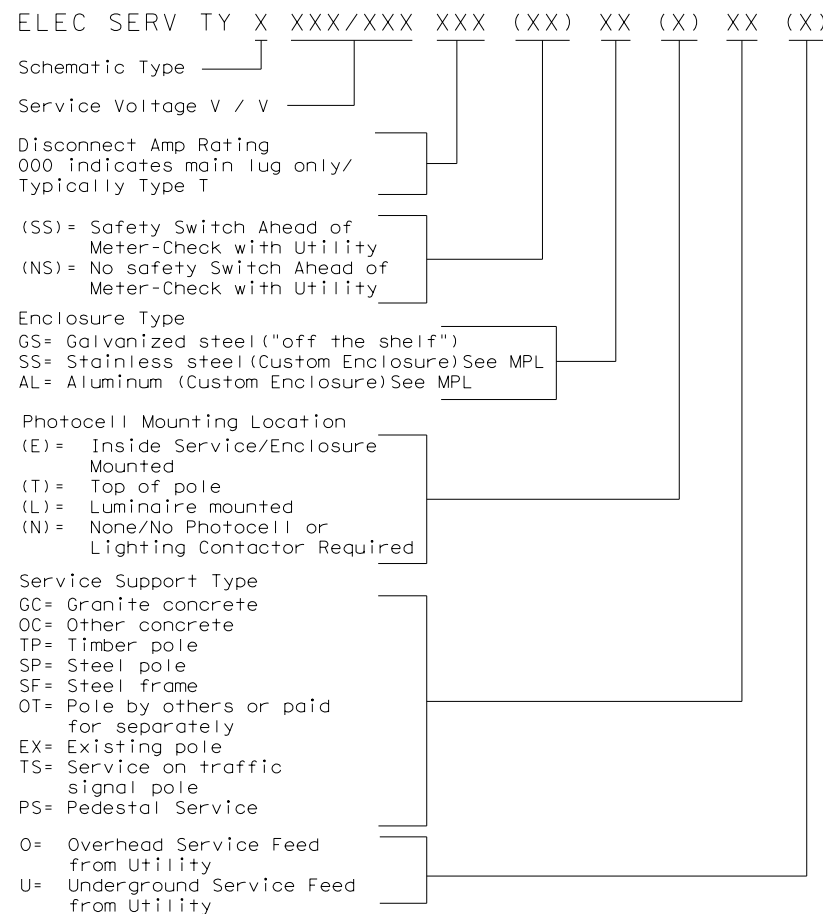 ELEC SERV TY X XXX/XXX XXX (XX) XX (X) XX (X)
Schematic Type
Service Voltage V / V
Disconnect Amp Rating
000 indicates main lug only/
Typically Type T
(SS)= Safety Switch Ahead of
Meter-Check with Utility
(NS)= No safety Switch Ahead of
Meter-Check with Utility
Enclosure Type
GS= Galvanized steel("off the shelf")
SS= Stainless steel(Custom Enclosure)See MPL
AL= Aluminum (Custom Enclosure)See MPL
Photocell Mounting Location
(E)= Inside Service/Enclosure
Mounted
(T)= Top of pole
(L)= Luminaire mounted
(N)= None/No Photocell or
Lighting Contactor Required
Service Support Type
GC= Granite concrete
OC= Other concrete
TP= Timber pole
SP= Steel pole
SF= Steel frame
OT= Pole by others or paid
for separately
EX= Existing pole
TS= Service on traffic
signal pole
PS= Pedestal Service
O= Overhead Service Feed
from Utility
U= Underground Service Feed
from Utility